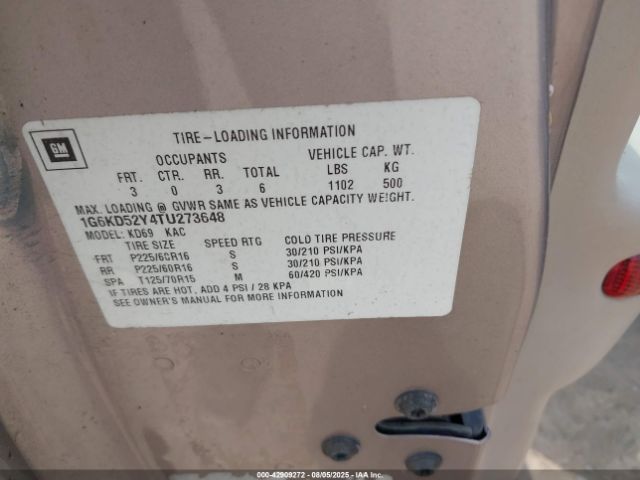 GM
TIRE-LOADING INFORMATION
OCCUPANTS VEHICLE CAP. WT.
FRT. CTR. RR. TOTAL LBS KG
3 0 3 6 1102 500
MAX. LOADING @ GVWR SAME AS VEHICLE CAPACITY WEIGHT.
1G6KD52Y4TU273648
MODEL: KD69 KAC
TIRE SIZE SPEED RTG COLD TIRE PRESSURE
FRT P225/6CR16 S 30/210 PSI/KPA
RR P225/60R16 S 30/210 PSI/KPA
SPA T125/70R15 M 60/420 PSI/KPA
IF TIRES ARE HOT, ADD 4 PSI / 28 KPA
SEE OWNER'S MANUAL FOR MORE INFORMATION
000-42909272 - 08/05/2025 - IAAC